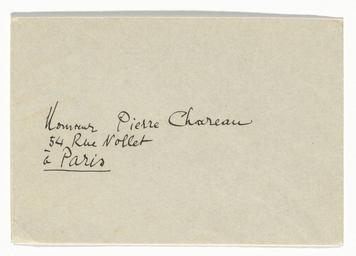 Monsieur Pierre Chareau
54 Rue Nollet
à Paris